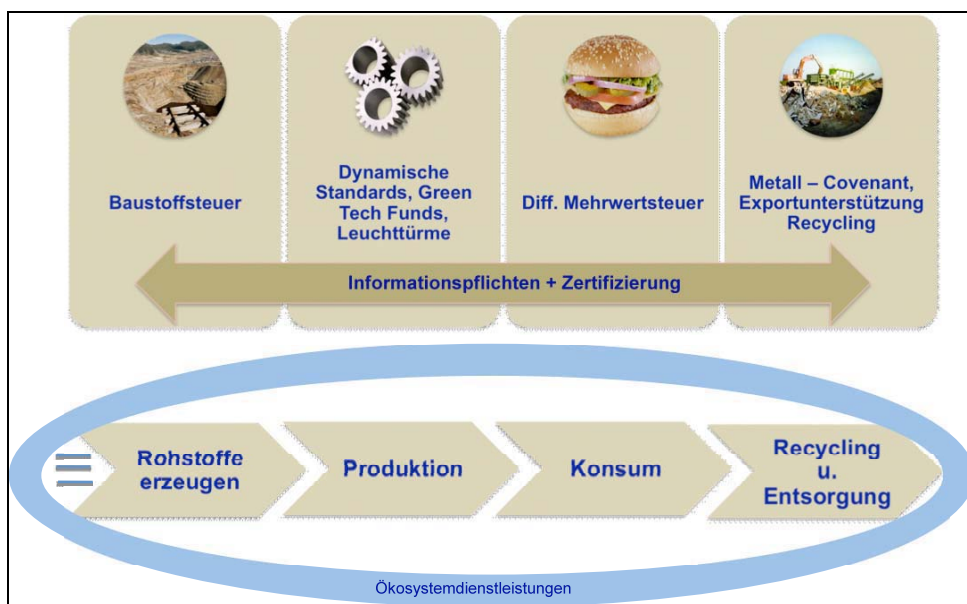 Baustoffsteuer
Dynamische
Standards, Green
Tech Funds,
Leuchttürme
Diff. Mehrwertsteuer
Metall – Covenant,
Exportunterstützung
Recycling
Informationspflichten + Zertifizierung
Rohstoffe
erzeugen
Produktion
Konsum
Recycling
u.
Entsorgung
Ökosystemdienstleistungen